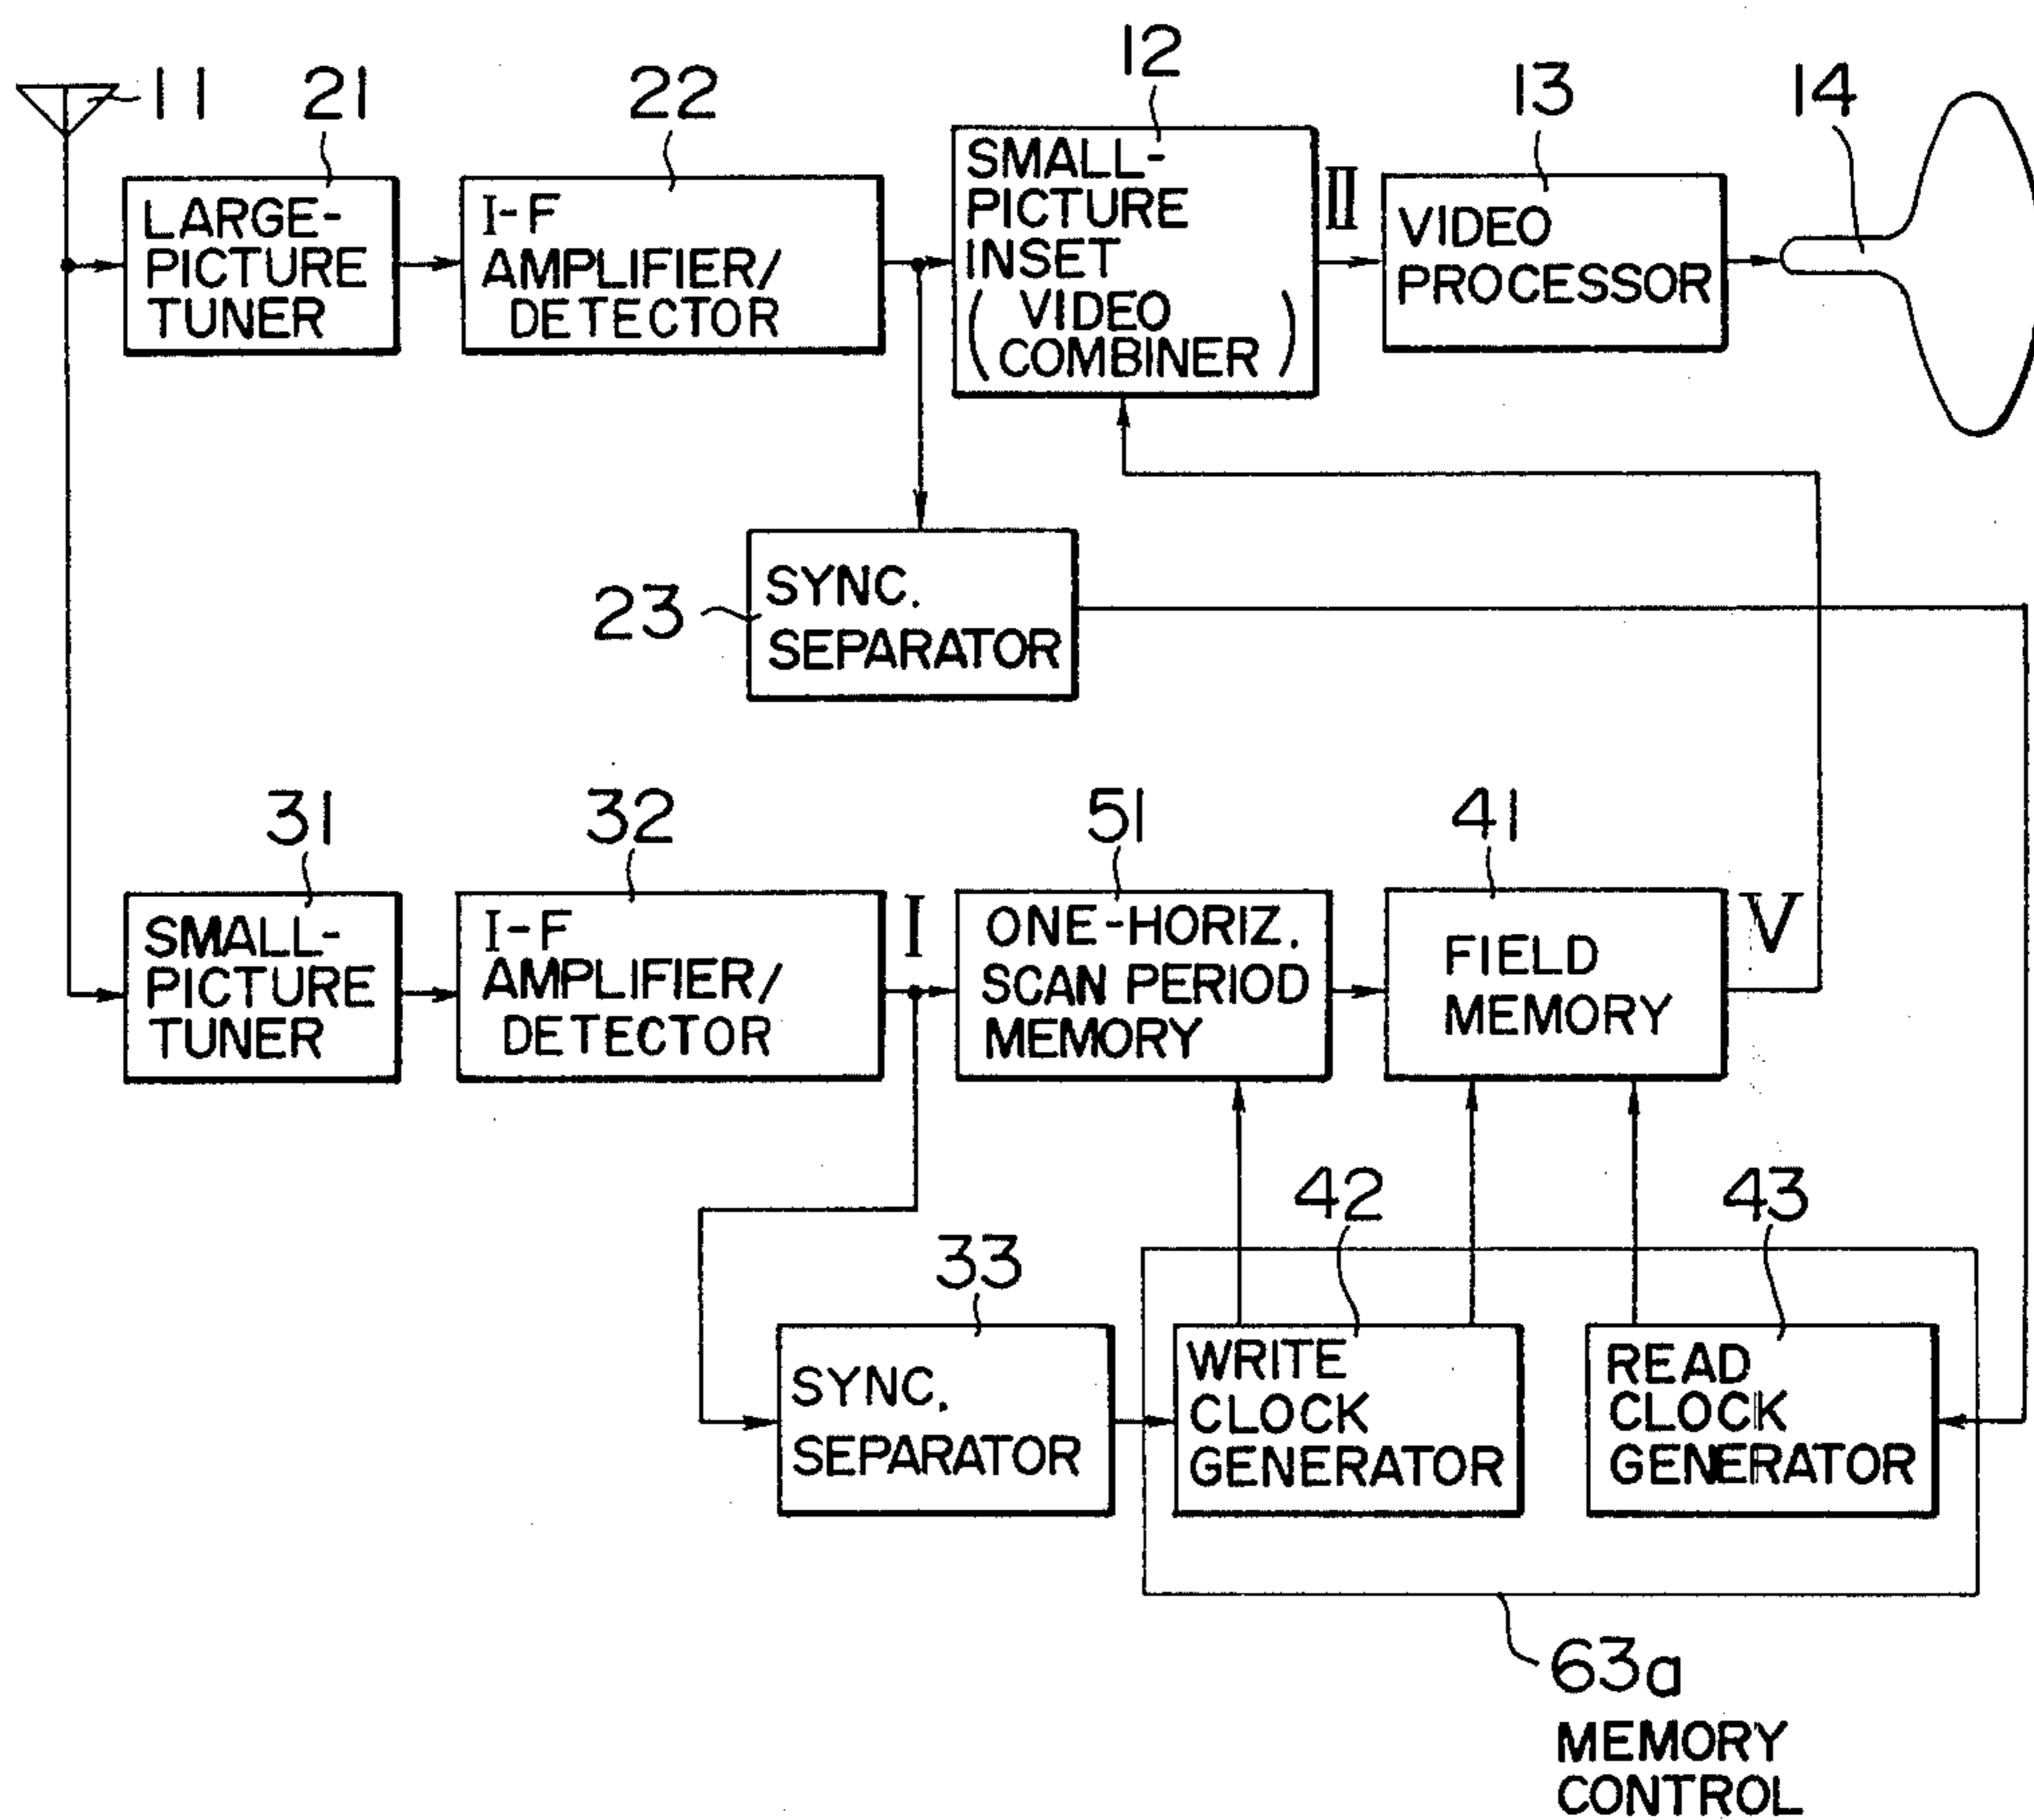 11
21
LARGE-
PICTURE
TUNER
22
I-F
AMPLIFIER/
DETECTOR
12
SMALL-
PICTURE
INSET
( VIDEO
COMBINER )
II
13
VIDEO
PROCESSOR
14
23
SYNC.
SEPARATOR
31
SMALL-
PICTURE
TUNER
32
I-F
AMPLIFIER/
DETECTOR
I
51
ONE-HORIZ.
SCAN PERIOD
MEMORY
41
FIELD
MEMORY
V
33
SYNC.
SEPARATOR
42
WRITE
CLOCK
GENERATOR
43
READ
CLOCK
GENERATOR
63a
MEMORY
CONTROL